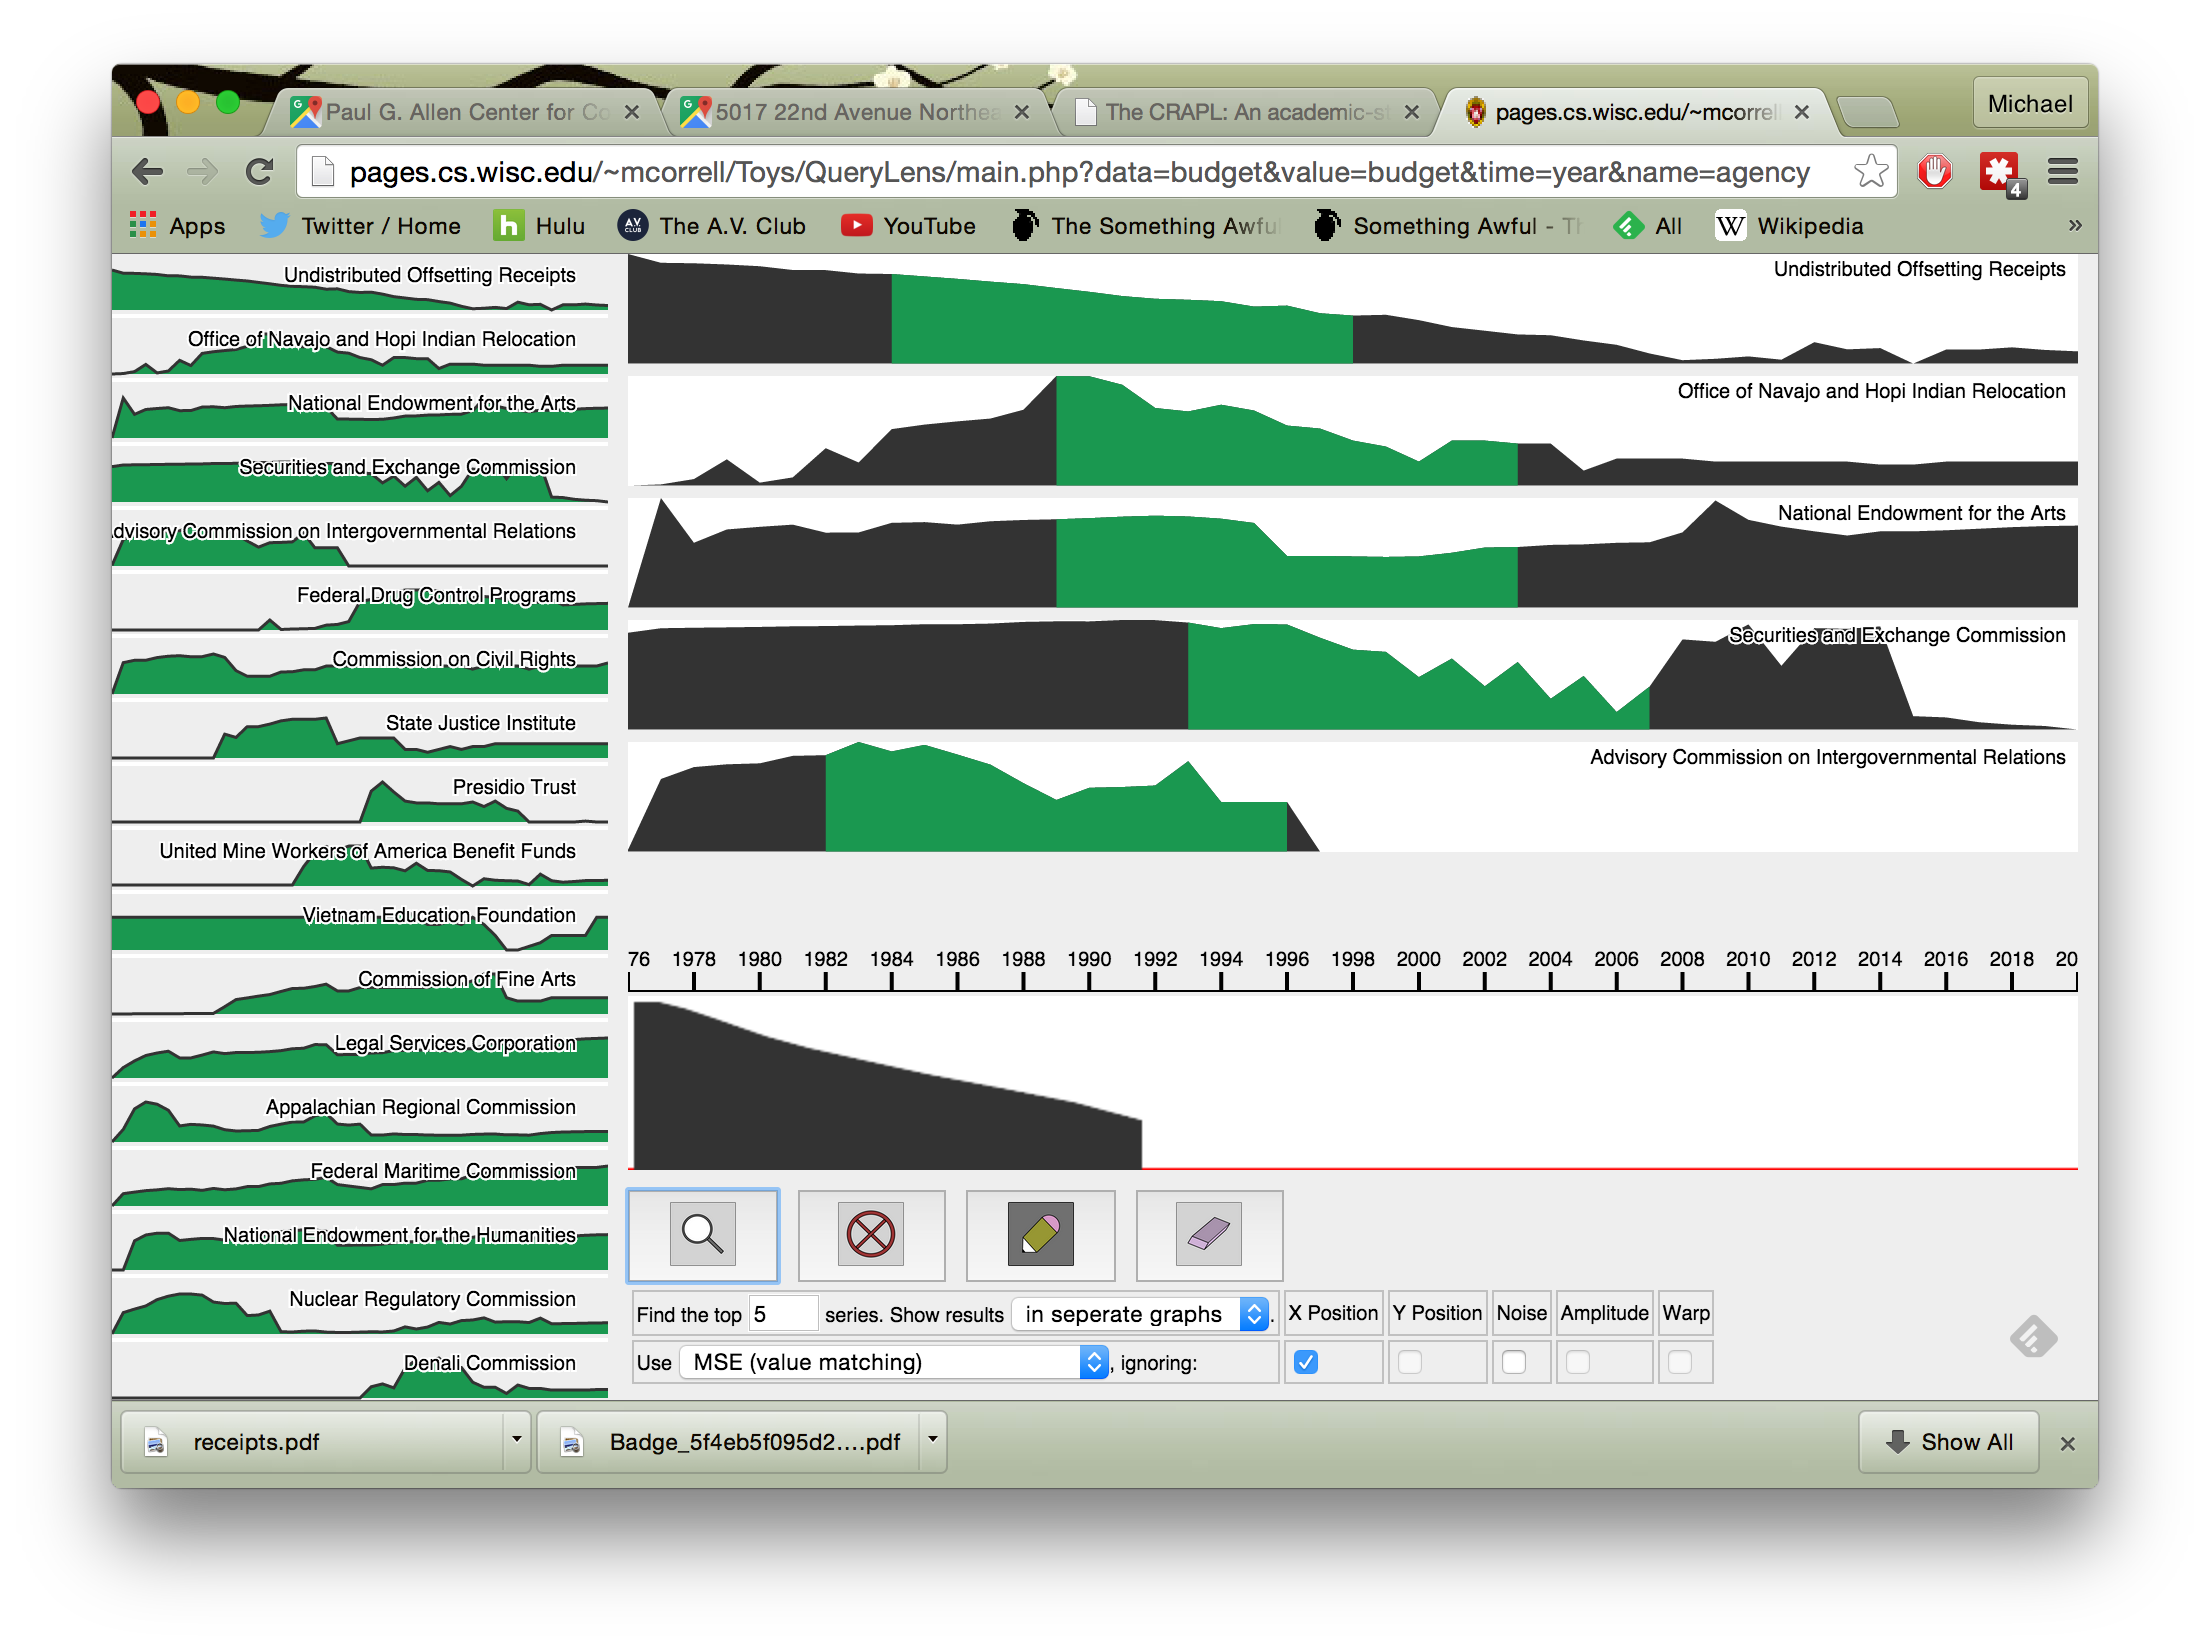 Paul G. Allen Center for Co
5017 22nd Avenue Northea
The CRAPL: An academic-st
pages.cs.wisc.edu/~mcorrel
Michael
pages.cs.wisc.edu/~mcorrell/Toys/QueryLens/main.php?data=budget&value=budget&time=year&name=agency
4
Apps
Twitter / Home
h Hulu
A.V. CLUB The A.V. Club
YouTube
The Something Awful
Something Awful - Th
All
W Wikipedia
»
Undistributed Offsetting Receipts
Office of Navajo and Hopi Indian Relocation
National Endowment for the Arts
Securities and Exchange Commission
dvisory Commission on Intergovernmental Relations
Federal Drug Control Programs
Commission on Civil Rights
State Justice Institute
Presidio Trust
United Mine Workers of America Benefit Funds
Vietnam Education Foundation
Commission of Fine Arts
Legal Services Corporation
Appalachian Regional Commission
Federal Maritime Commission
National Endowment for the Humanities
Nuclear Regulatory Commission
Denali Commission
Undistributed Offsetting Receipts
Office of Navajo and Hopi Indian Relocation
National Endowment for the Arts
Securities and Exchange Commission
Advisory Commission on Intergovernmental Relations
76 1978 1980 1982 1984 1986 1988 1990 1992 1994 1996 1998 2000 2002 2004 2006 2008 2010 2012 2014 2016 2018 20
Find the top 5 series. Show results in seperate graphs . X Position Y Position Noise Amplitude Warp
Use MSE (value matching) , ignoring:
receipts.pdf
Badge_5f4eb5f095d2....pdf
Show All